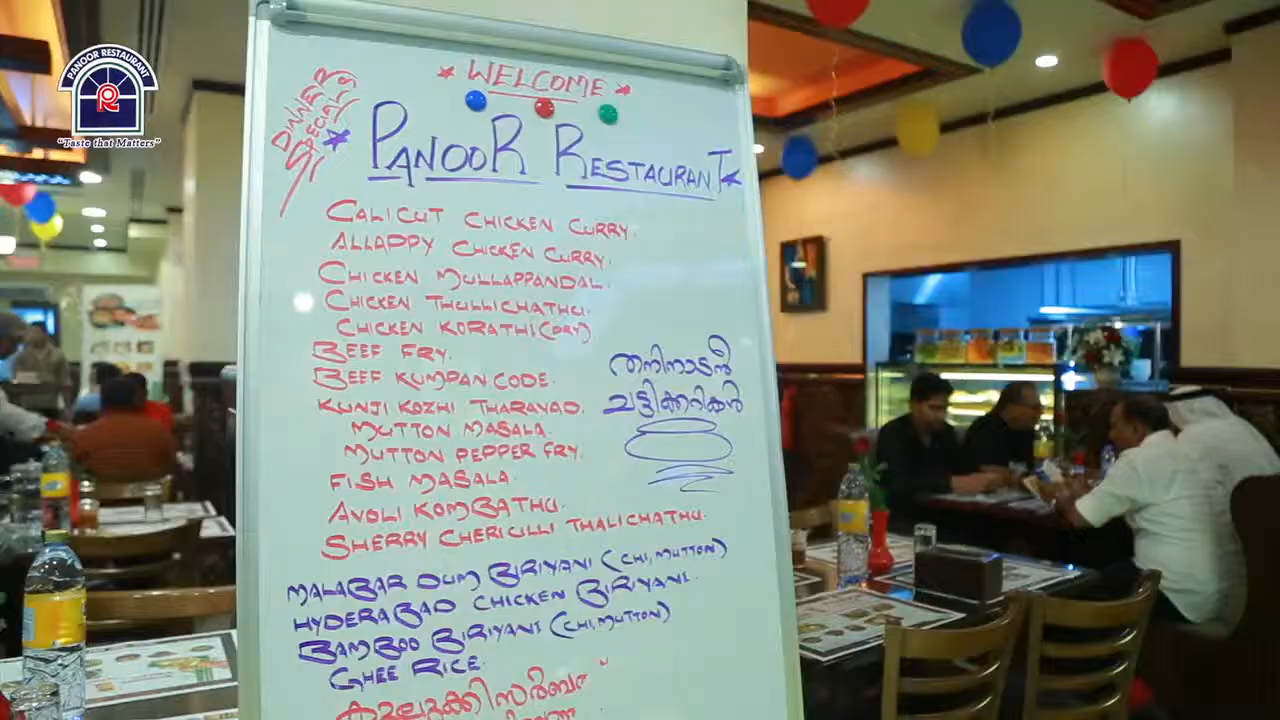 PANOOR RESTAURANT
R
"Taste that Matters"
DINNER
SPECIAL
WELCOME
PANOOR RESTAURANT
CALICUT CHICKEN CURRY.
ALLAPPY CHICKEN CURRY.
CHICKEN MULLAPPANDAL.
CHICKEN THULLICHATHU.
CHICKEN KORATHI(DRY)
BEEF FRY.
BEEF KUMPAN CODE.
KUNJI KOZHI THARAVAD.
MUTTON MASALA.
MUTTON PEPPER FRY.
FISH MASALA.
AVOLI KOMBATHU.
SHERRY CHERIULLI THALICHATHU.
തനിനാടൻ
ചട്ടിക്കറികൾ
MALABAR DUM BIRIYANI (CHI, MUTTON)
HYDERABAD CHICKEN BIRIYANI.
BAMBOO BIRIYANI (CHI, MUTTON)
GHEE RICE.
കുലുക്കിസർബത്ത്